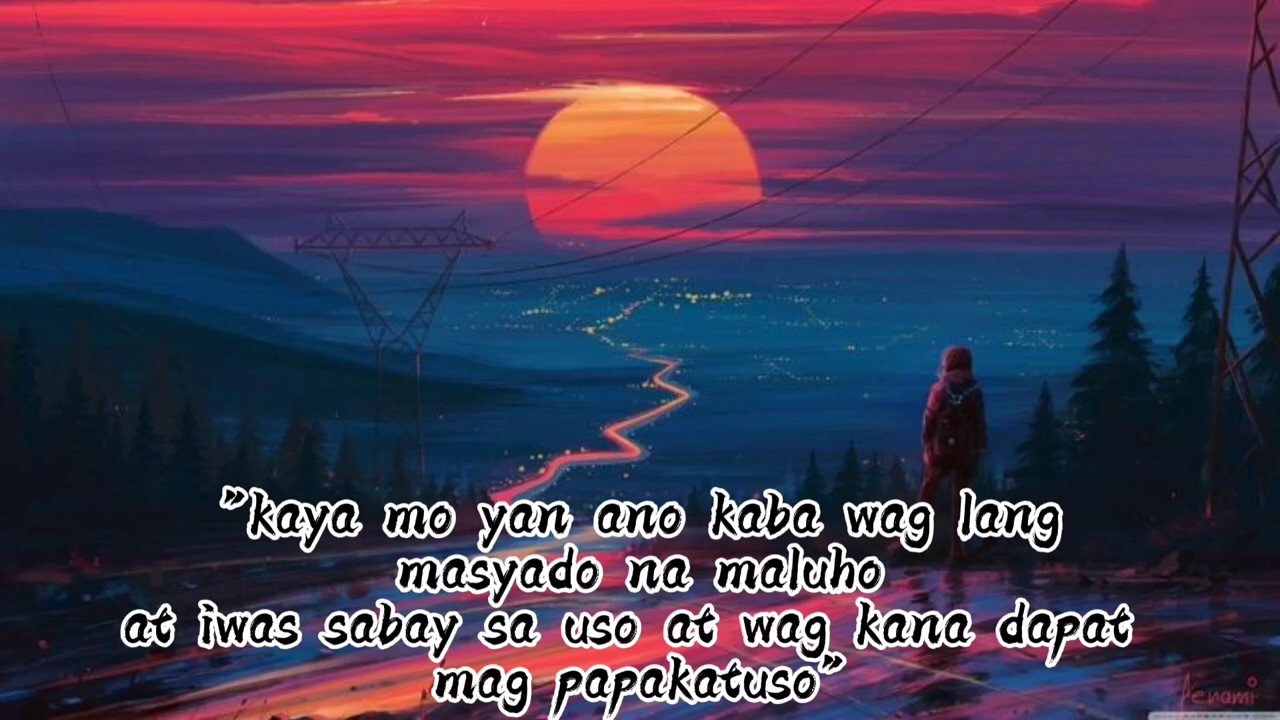 "kaya mo yan ano kaba wag lang
masyado na maluho
at iwas sabay sa uso at wag kana dapat
mag papakatuso"
Aenami